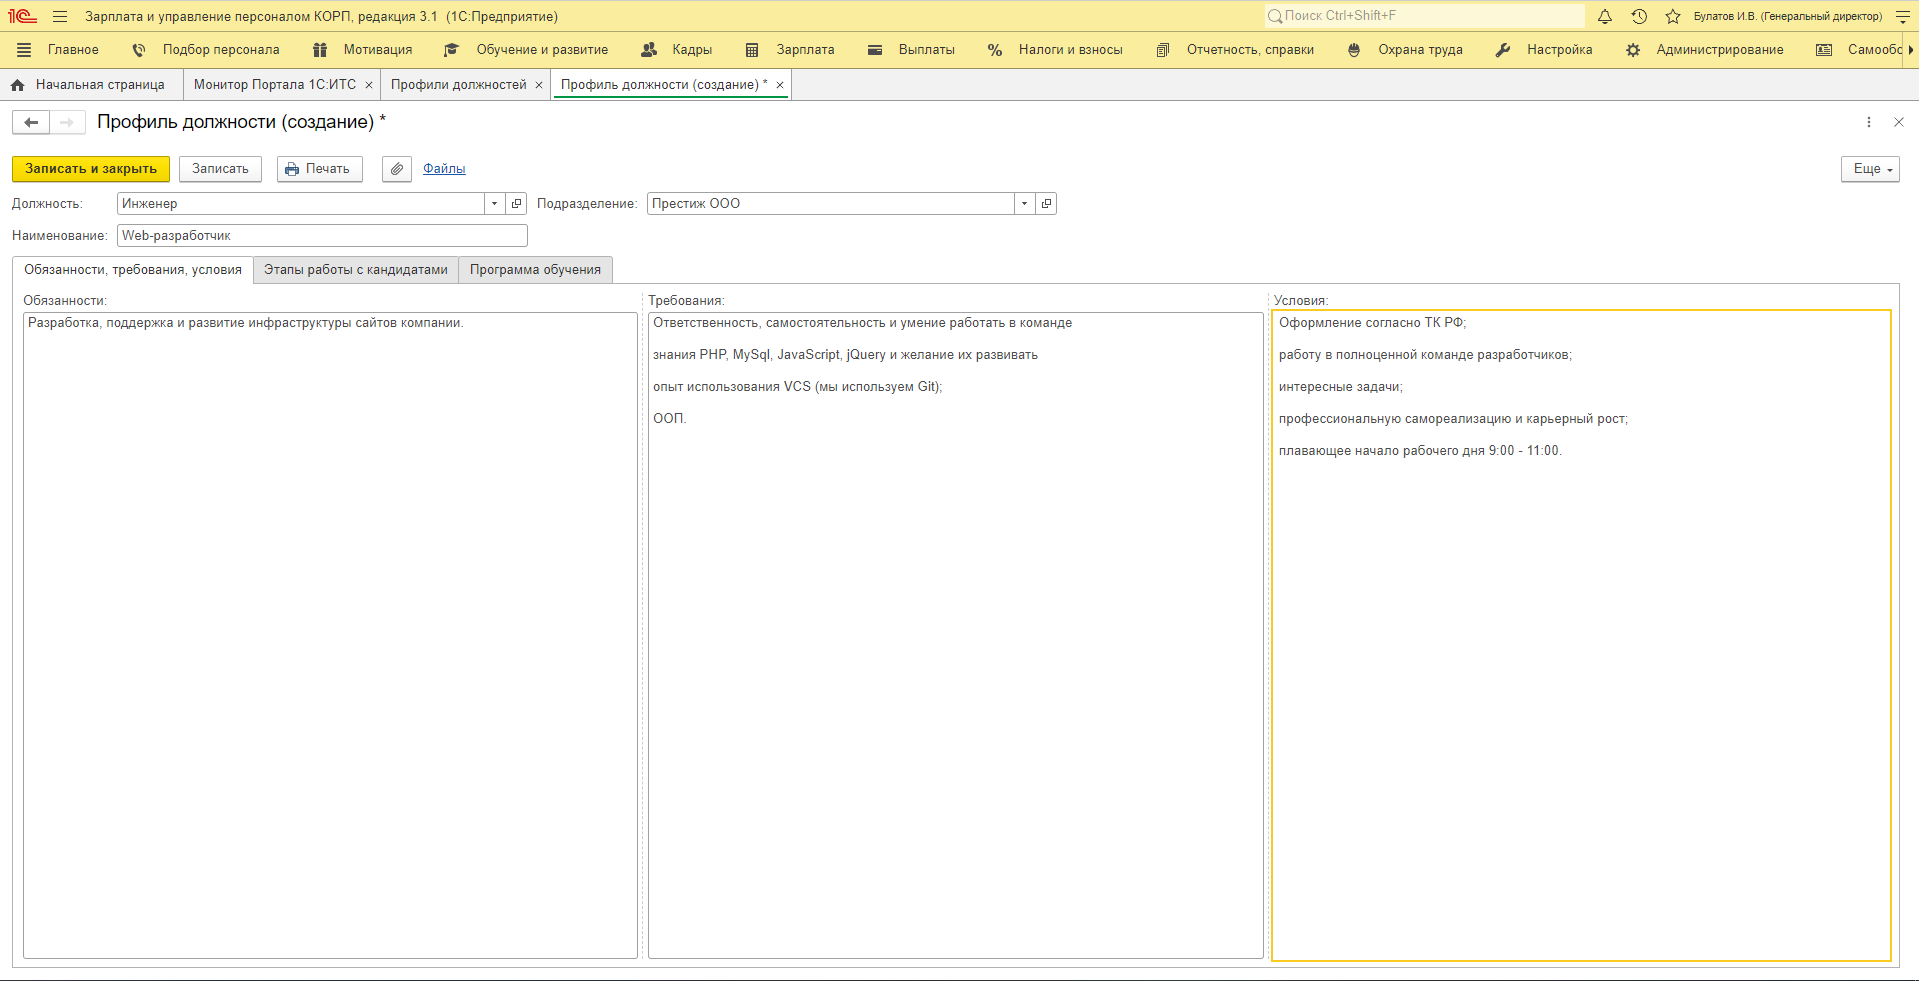 1С Зарплата и управление персоналом КОРП, редакция 3.1 (1С:Предприятие) Поиск Ctrl+Shift+F Булатов И.В. (Генеральный директор)
Главное Подбор персонала Мотивация Обучение и развитие Кадры Зарплата Выплаты Налоги и взносы Отчетность, справки Охрана труда Настройка Администрирование Самообс
Начальная страница Монитор Портала 1С:ИТС × Профили должностей × Профиль должности (создание) * ×
Профиль должности (создание) *
Записать и закрыть Записать Печать Файлы Еще
Должность: Инженер Подразделение: Престиж ООО
Наименование: Web-разработчик
Обязанности, требования, условия Этапы работы с кандидатами Программа обучения
Обязанности: Требования: Условия:
Разработка, поддержка и развитие инфраструктуры сайтов компании. Ответственность, самостоятельность и умение работать в команде Оформление согласно ТК РФ;
знания PHP, MySql, JavaScript, jQuery и желание их развивать работу в полноценной команде разработчиков;
опыт использования VCS (мы используем Git); интересные задачи;
ООП. профессиональную самореализацию и карьерный рост;
плавающее начало рабочего дня 9:00 - 11:00.